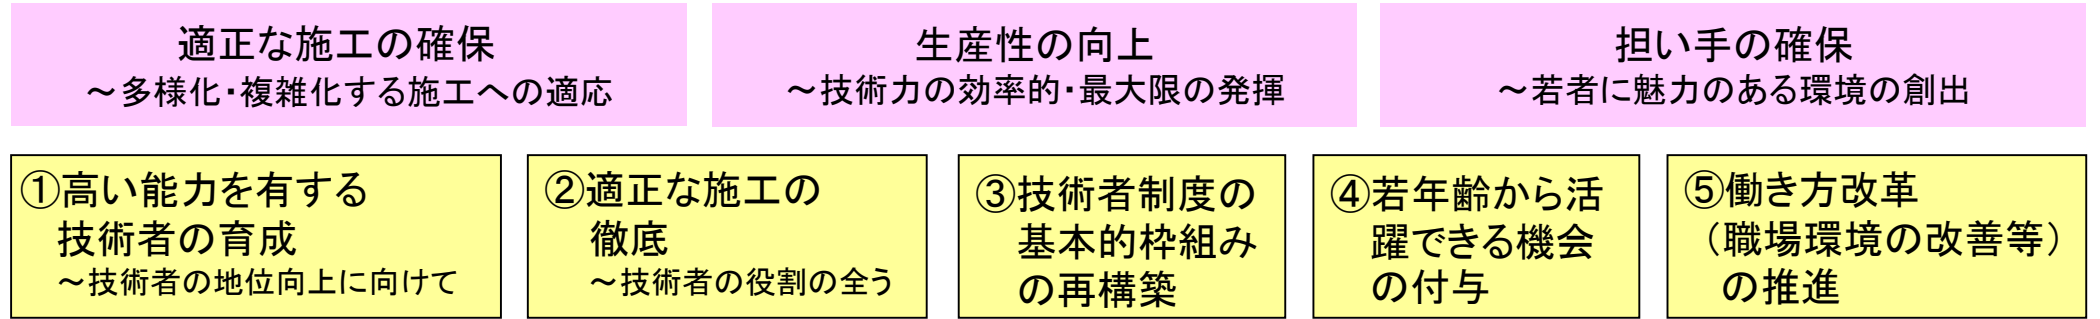 適正な施工の確保
～多様化・複雑化する施工への適応
生産性の向上
～技術力の効率的・最大限の発揮
担い手の確保
～若者に魅力のある環境の創出
①高い能力を有する
技術者の育成
～技術者の地位向上に向けて
②適正な施工の
徹底
～技術者の役割の全う
③技術者制度の
基本的枠組み
の再構築
④若年齢から活
躍できる機会
の付与
⑤働き方改革
（職場環境の改善等）
の推進